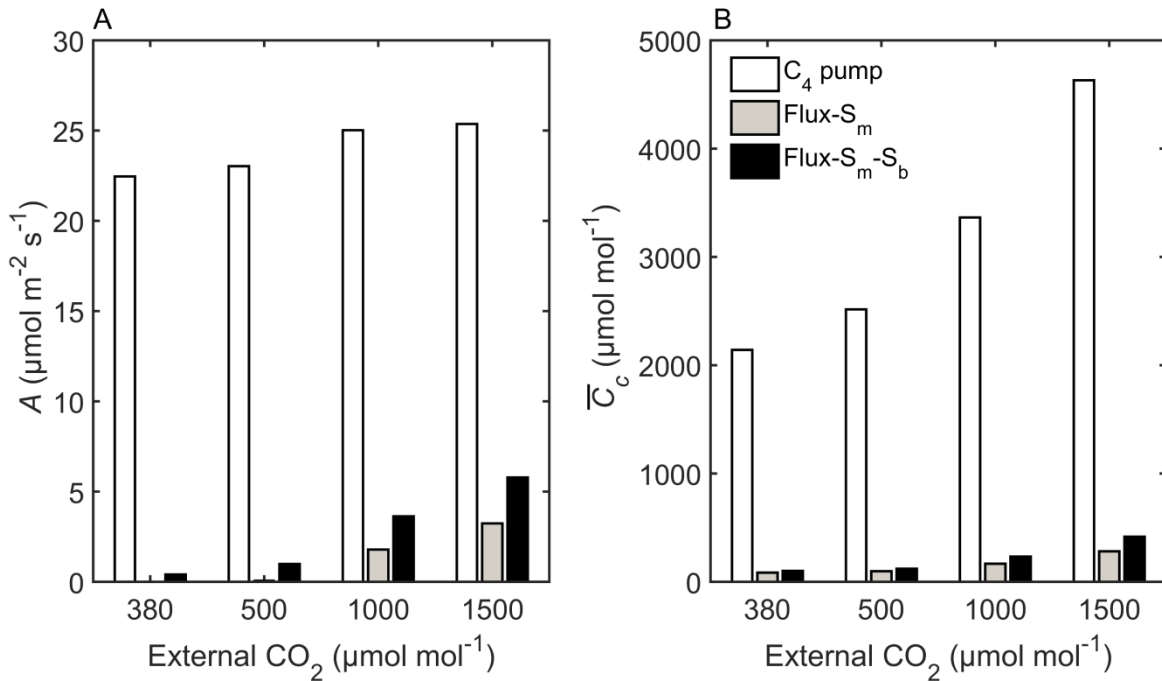 A
30
25
20
15
10
5
0
A (µmol m⁻² s⁻¹)
380 500 1000 1500
External CO₂ (µmol mol⁻¹)
B
5000
4000
3000
2000
1000
0
C̅c (µmol mol⁻¹)
C₄ pump
Flux-Sₘ
Flux-Sₘ-S_b
380 500 1000 1500
External CO₂ (µmol mol⁻¹)